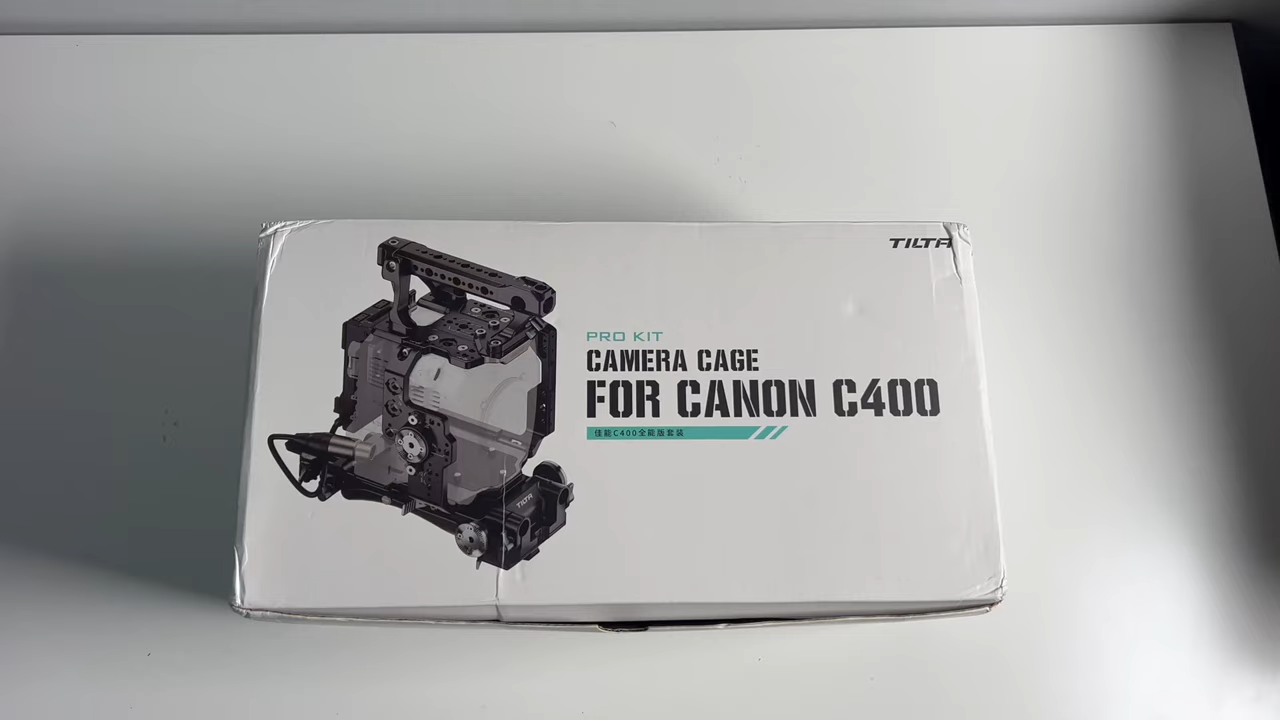 TILTA
PRO KIT
CAMERA CAGE
FOR CANON C400
佳能C400全能版套装
TILTA